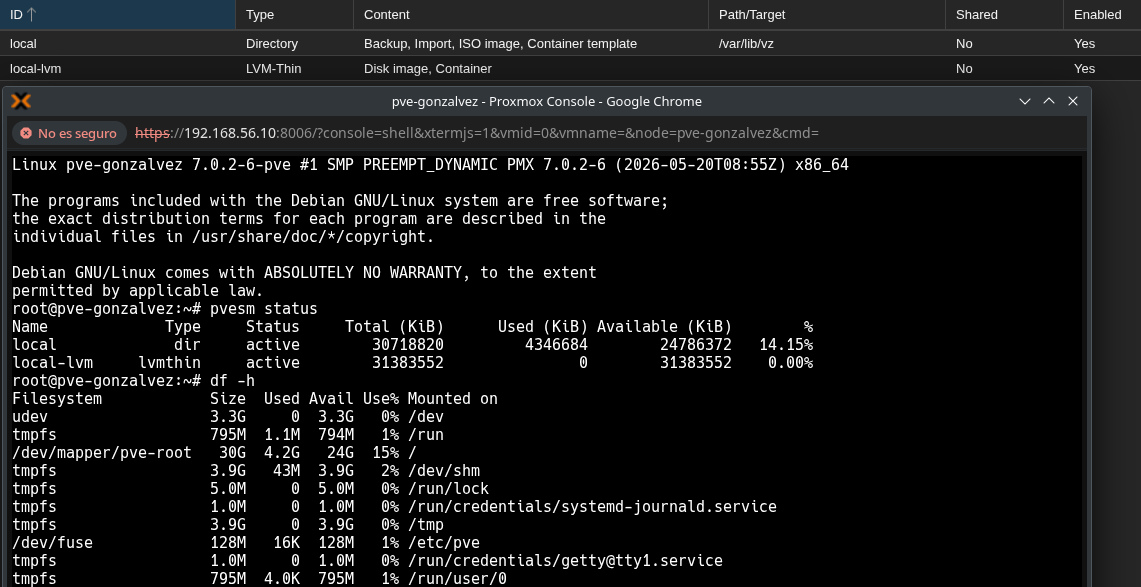 ID Type Content Path/Target Shared Enabled
local Directory Backup, Import, ISO image, Container template /var/lib/vz No Yes
local-lvm LVM-Thin Disk image, Container No Yes
pve-gonzalvez - Proxmox Console - Google Chrome
No es seguro https://192.168.56.10:8006/?console=shell&xtermjs=1&vmid=0&vmname=&node=pve-gonzalvez&cmd=
Linux pve-gonzalvez 7.0.2-6-pve #1 SMP PREEMPT_DYNAMIC PMX 7.0.2-6 (2026-05-20T08:55Z) x86_64
The programs included with the Debian GNU/Linux system are free software;
the exact distribution terms for each program are described in the
individual files in /usr/share/doc/*/copyright.
Debian GNU/Linux comes with ABSOLUTELY NO WARRANTY, to the extent
permitted by applicable law.
root@pve-gonzalvez:~# pvesm status
Name Type Status Total (KiB) Used (KiB) Available (KiB) %
local dir active 30718820 4346684 24786372 14.15%
local-lvm lvmthin active 31383552 0 31383552 0.00%
root@pve-gonzalvez:~# df -h
Filesystem Size Used Avail Use% Mounted on
udev 3.3G 0 3.3G 0% /dev
tmpfs 795M 1.1M 794M 1% /run
/dev/mapper/pve-root 30G 4.2G 24G 15% /
tmpfs 3.9G 43M 3.9G 2% /dev/shm
tmpfs 5.0M 0 5.0M 0% /run/lock
tmpfs 1.0M 0 1.0M 0% /run/credentials/systemd-journald.service
tmpfs 3.9G 0 3.9G 0% /tmp
/dev/fuse 128M 16K 128M 1% /etc/pve
tmpfs 1.0M 0 1.0M 0% /run/credentials/getty@tty1.service
tmpfs 795M 4.0K 795M 1% /run/user/0